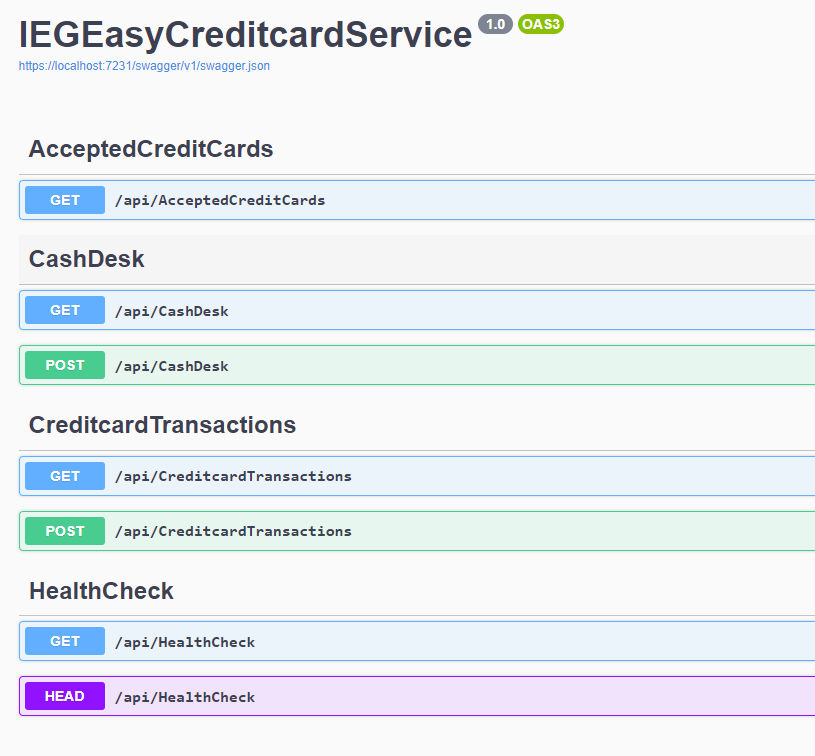 IEGEasyCreditcardService 1.0 OAS3
https://localhost:7231/swagger/v1/swagger.json
AcceptedCreditCards
GET /api/AcceptedCreditCards
CashDesk
GET /api/CashDesk
POST /api/CashDesk
CreditcardTransactions
GET /api/CreditcardTransactions
POST /api/CreditcardTransactions
HealthCheck
GET /api/HealthCheck
HEAD /api/HealthCheck